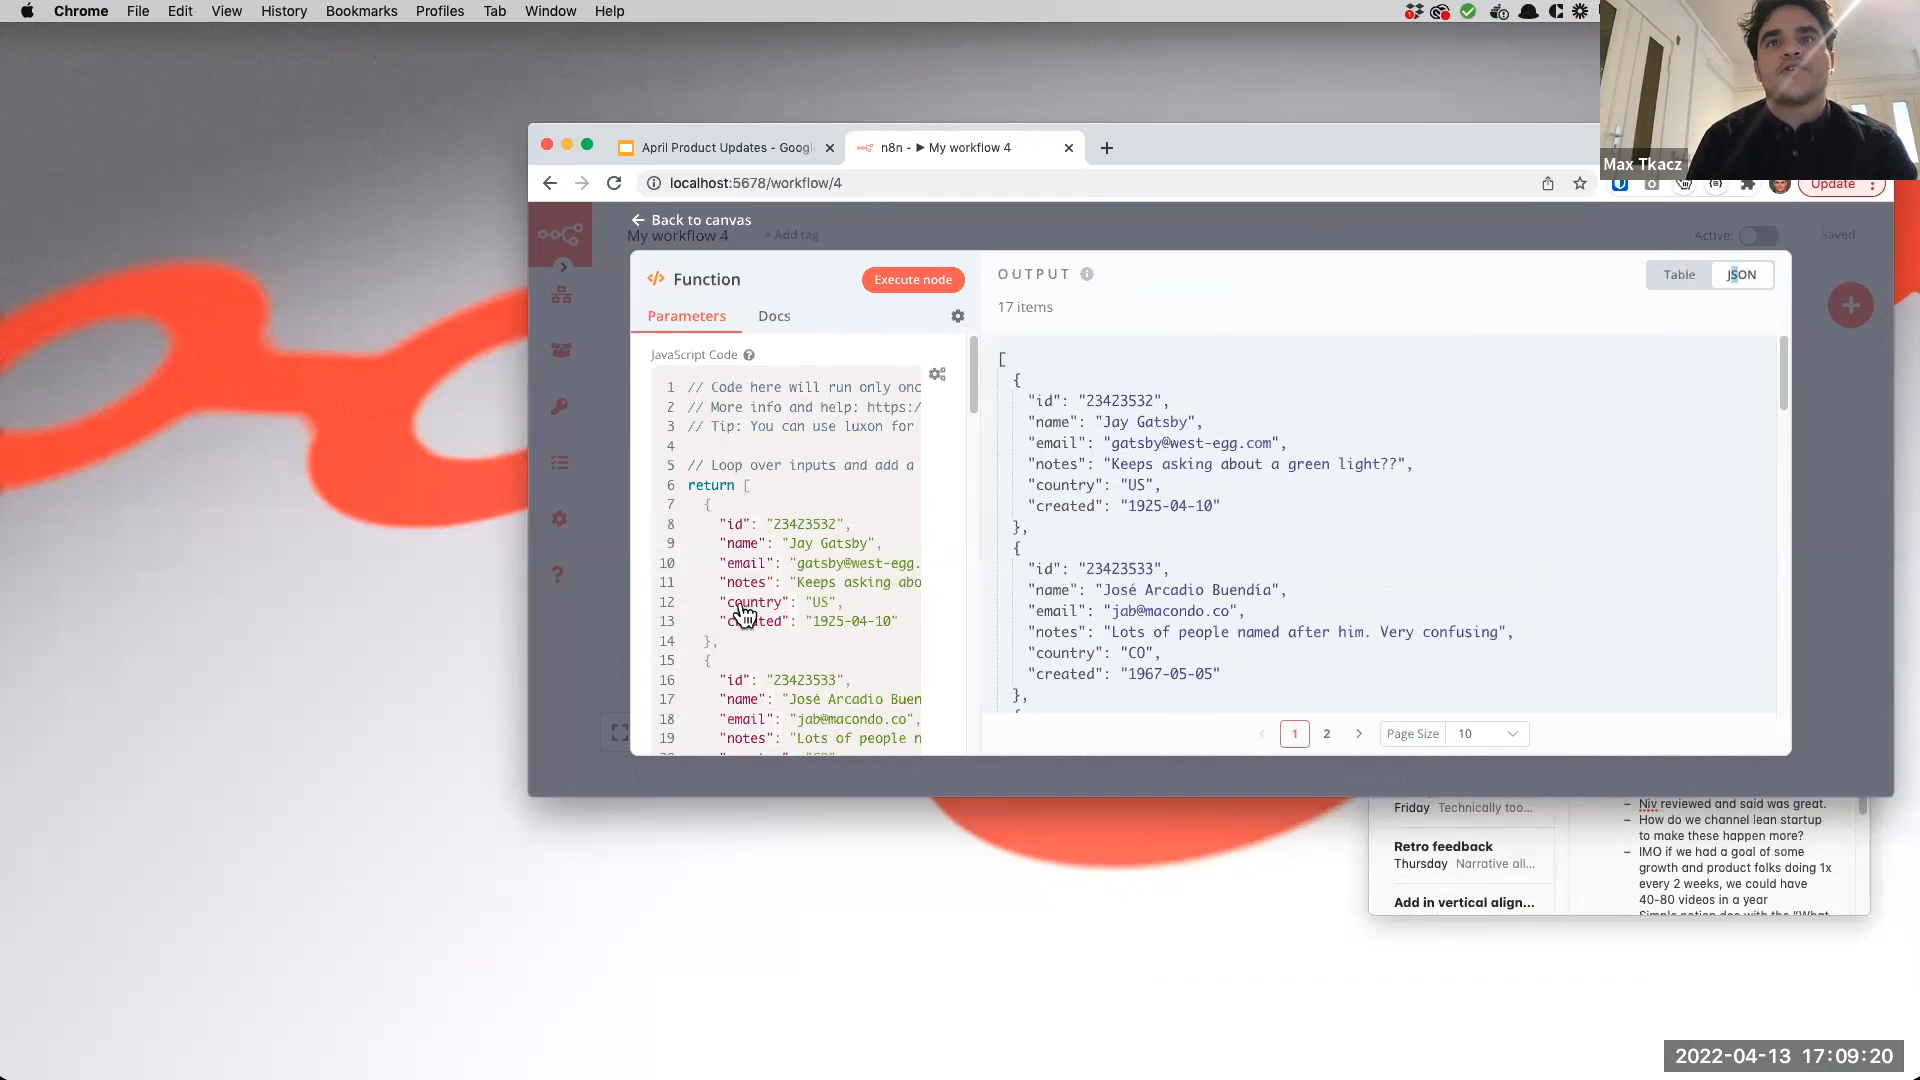 Chrome File Edit View History Bookmarks Profiles Tab Window Help
Max Tkacz
April Product Updates - Googl
n8n - ▶ My workflow 4
localhost:5678/workflow/4
Update
Back to canvas
My workflow 4
+ Add tag
Active:
Saved
Function
Execute node
Parameters
Docs
JavaScript Code
1 // Code here will run only onc
2 // More info and help: https:/
3 // Tip: You can use luxon for
4
5 // Loop over inputs and add a
6 return [
7 {
8 "id": "23423532",
9 "name": "Jay Gatsby",
10 "email": "gatsby@west-egg.
11 "notes": "Keeps asking abo
12 "country": "US",
13 "created": "1925-04-10"
14 },
15 {
16 "id": "23423533",
17 "name": "José Arcadio Buen
18 "email": "jab@macondo.co",
19 "notes": "Lots of people n
OUTPUT
17 items
Table JSON
[
{
"id": "23423532",
"name": "Jay Gatsby",
"email": "gatsby@west-egg.com",
"notes": "Keeps asking about a green light??",
"country": "US",
"created": "1925-04-10"
},
{
"id": "23423533",
"name": "José Arcadio Buendía",
"email": "jab@macondo.co",
"notes": "Lots of people named after him. Very confusing",
"country": "CO",
"created": "1967-05-05"
},
1 2 Page Size 10
Friday Technically too...
Retro feedback
Thursday Narrative all...
Add in vertical align...
– Niv reviewed and said was great.
– How do we channel lean startup
to make these happen more?
– IMO if we had a goal of some
growth and product folks doing 1x
every 2 weeks, we could have
40-80 videos in a year
2022-04-13 17:09:20